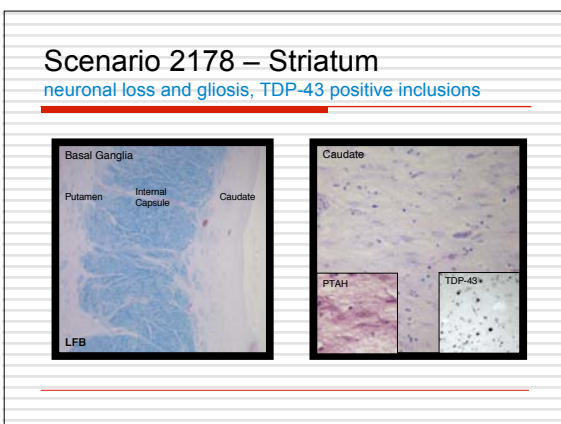 Scenario 2178 – Striatum
neuronal loss and gliosis, TDP-43 positive inclusions
Basal Ganglia
Putamen
Internal
Capsule
Caudate
LFB
Caudate
PTAH
TDP-43